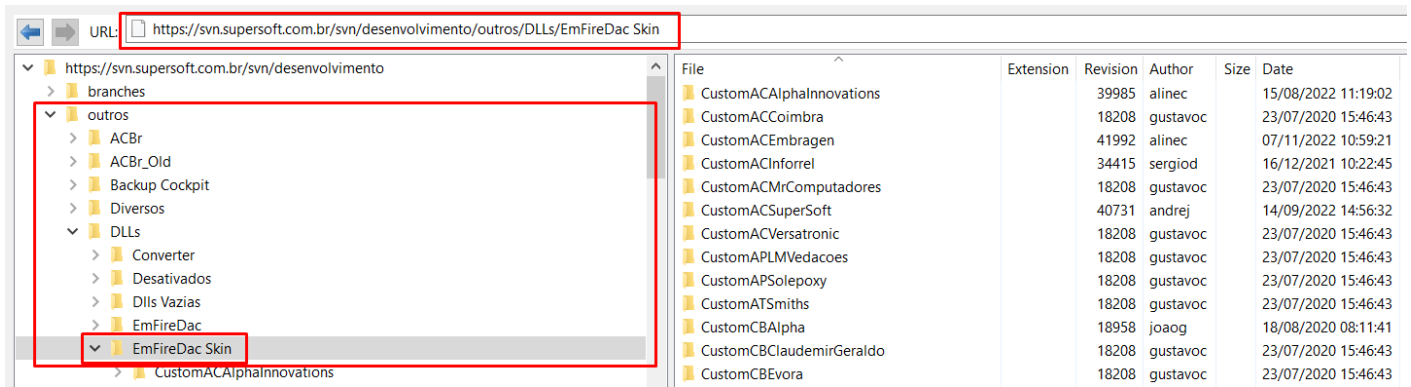 URL: https://svn.supersoft.com.br/svn/desenvolvimento/outros/DLLs/EmFireDac Skin
https://svn.supersoft.com.br/svn/desenvolvimento
branches
outros
ACBr
ACBr_Old
Backup Cockpit
Diversos
DLLs
Converter
Desativados
Dlls Vazias
EmFireDac
EmFireDac Skin
CustomACAlphaInnovations
File Extension Revision Author Size Date
CustomACAlphaInnovations 39985 alinec 15/08/2022 11:19:02
CustomACCoimbra 18208 gustavoc 23/07/2020 15:46:43
CustomACEmbragen 41992 alinec 07/11/2022 10:59:21
CustomACInforrel 34415 sergiod 16/12/2021 10:22:45
CustomACMrComputadores 18208 gustavoc 23/07/2020 15:46:43
CustomACSuperSoft 40731 andrej 14/09/2022 14:56:32
CustomACVersatronic 18208 gustavoc 23/07/2020 15:46:43
CustomAPLMVedacoes 18208 gustavoc 23/07/2020 15:46:43
CustomAPSolepoxy 18208 gustavoc 23/07/2020 15:46:43
CustomATSmiths 18208 gustavoc 23/07/2020 15:46:43
CustomCBAlpha 18958 joaog 18/08/2020 08:11:41
CustomCBClaudemirGeraldo 18208 gustavoc 23/07/2020 15:46:43
CustomCBEvora 18208 gustavoc 23/07/2020 15:46:43